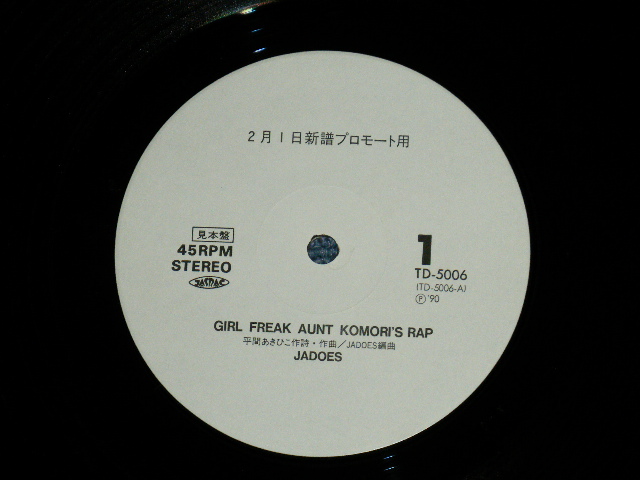 2月1日新譜プロモート用
見本盤
45RPM
STEREO
1
TD-5006
(TD-5006-A)
Ⓟ'90
GIRL FREAK AUNT KOMORI'S RAP
平間あきひこ作詩・作曲/JADOES編曲
JADOES